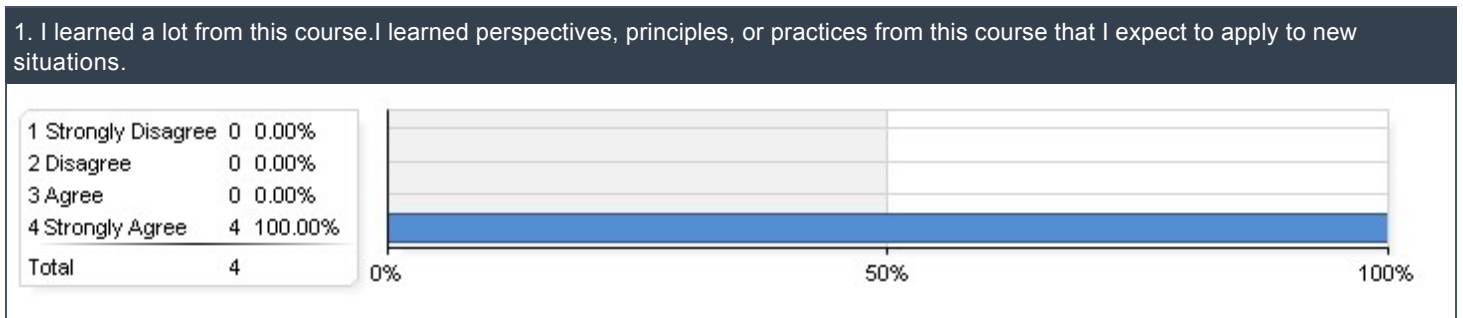 1. I learned a lot from this course.I learned perspectives, principles, or practices from this course that I expect to apply to new
situations.
1 Strongly Disagree 0 0.00%
2 Disagree 0 0.00%
3 Agree 0 0.00%
4 Strongly Agree 4 100.00%
Total 4
0% 50% 100%